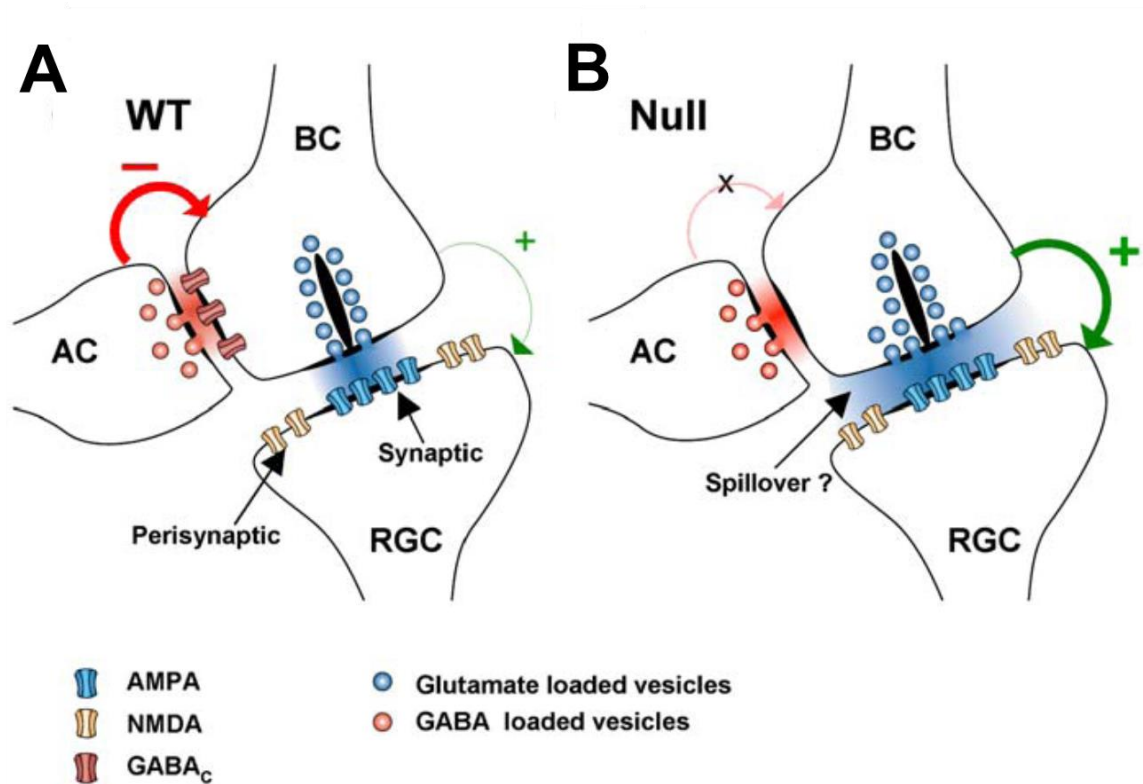 A
B
WT
Null
BC
BC
−
x
+
+
AC
AC
Synaptic
Spillover ?
Perisynaptic
RGC
RGC
AMPA
NMDA
GABAC
Glutamate loaded vesicles
GABA loaded vesicles